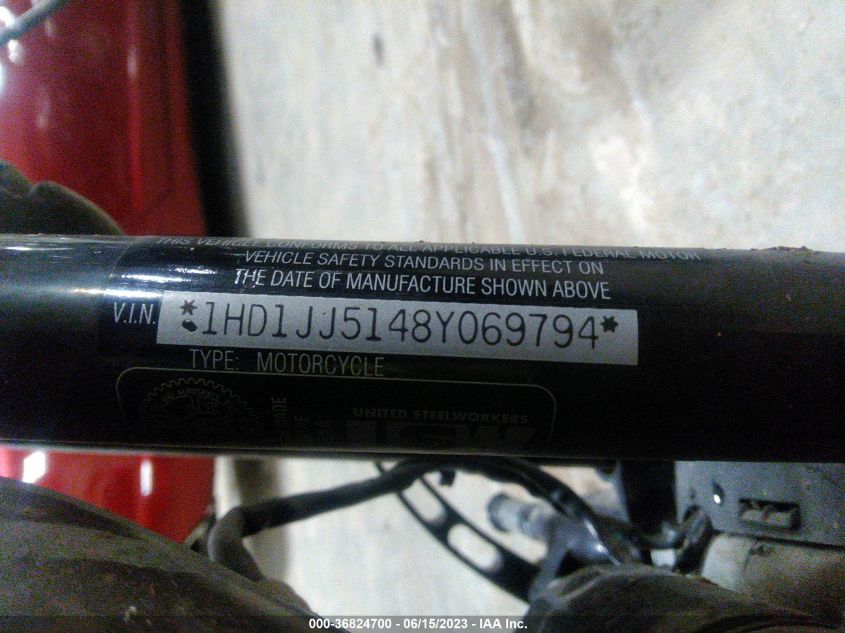 THIS VEHICLE CONFORMS TO ALL APPLICABLE U.S. FEDERAL MOTOR
VEHICLE SAFETY STANDARDS IN EFFECT ON
THE DATE OF MANUFACTURE SHOWN ABOVE
V.I.N. *1HD1JJ5148Y069794*
TYPE: MOTORCYCLE
UNITED STEELWORKERS
000-36824700 - 06/15/2023 - IAA Inc.